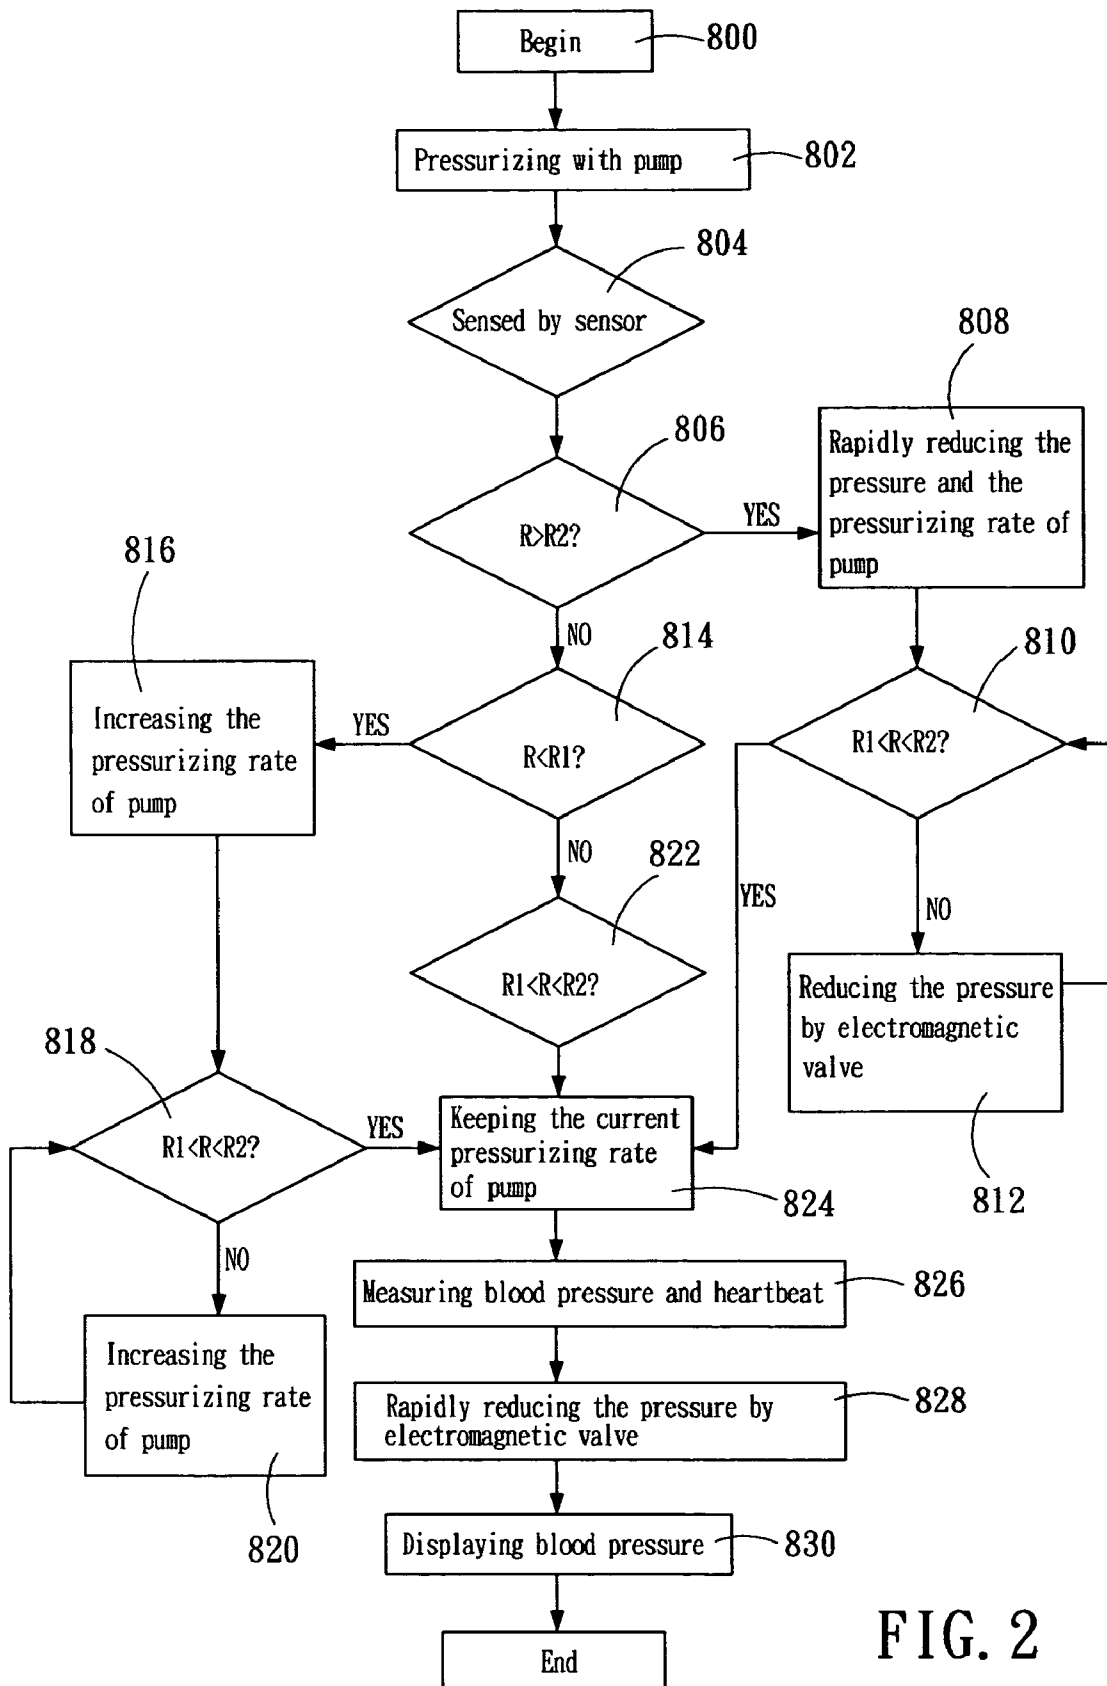 Begin
800
Pressurizing with pump
802
804
Sensed by sensor
808
806
Rapidly reducing the
pressure and the
pressurizing rate of
pump
R>R2?
YES
816
NO
814
810
Increasing the
pressurizing rate
of pump
YES
R<R1?
R1<R<R2?
NO
822
YES
NO
R1<R<R2?
Reducing the pressure
by electromagnetic
valve
818
R1<R<R2?
YES
Keeping the current
pressurizing rate
of pump
824
812
NO
Measuring blood pressure and heartbeat
826
Increasing the
pressurizing rate
of pump
Rapidly reducing the pressure by
electromagnetic valve
828
820
Displaying blood pressure
830
End
FIG. 2